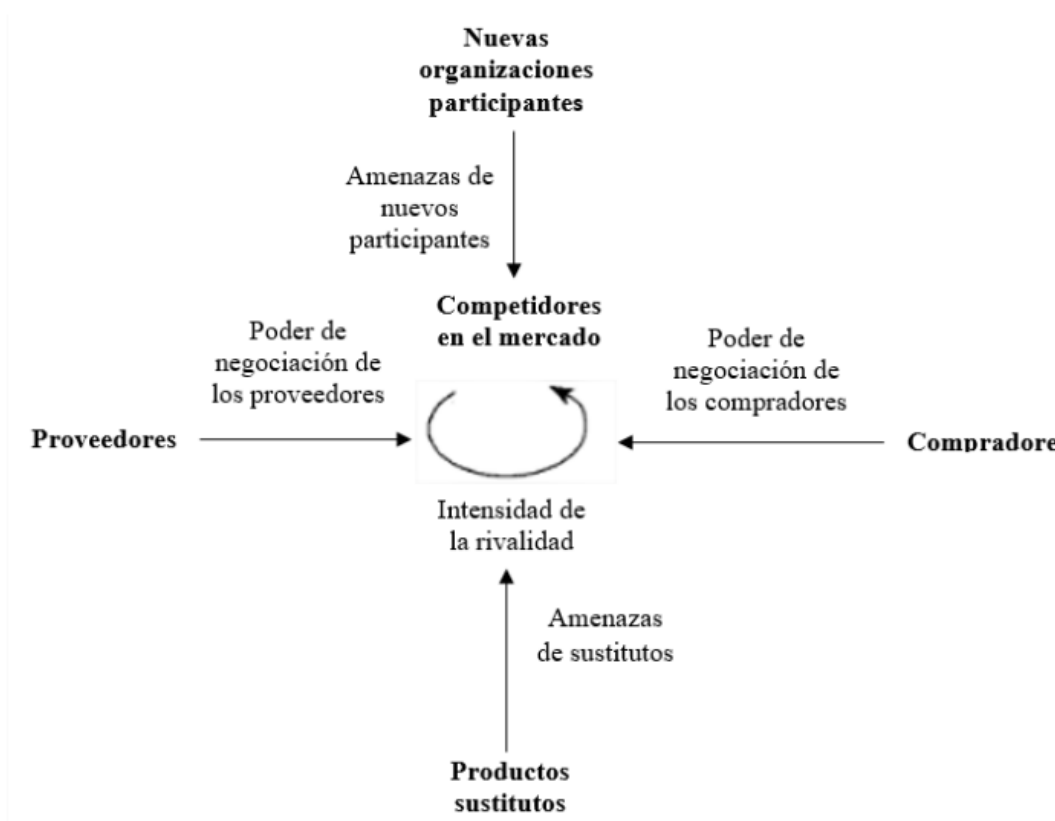 Nuevas
organizaciones
participantes
Amenazas de
nuevos
participantes
Competidores
en el mercado
Poder de
negociación de
los proveedores
Poder de
negociación de
los compradores
Proveedores
Compradore
Intensidad de
la rivalidad
Amenazas
de sustitutos
Productos
sustitutos